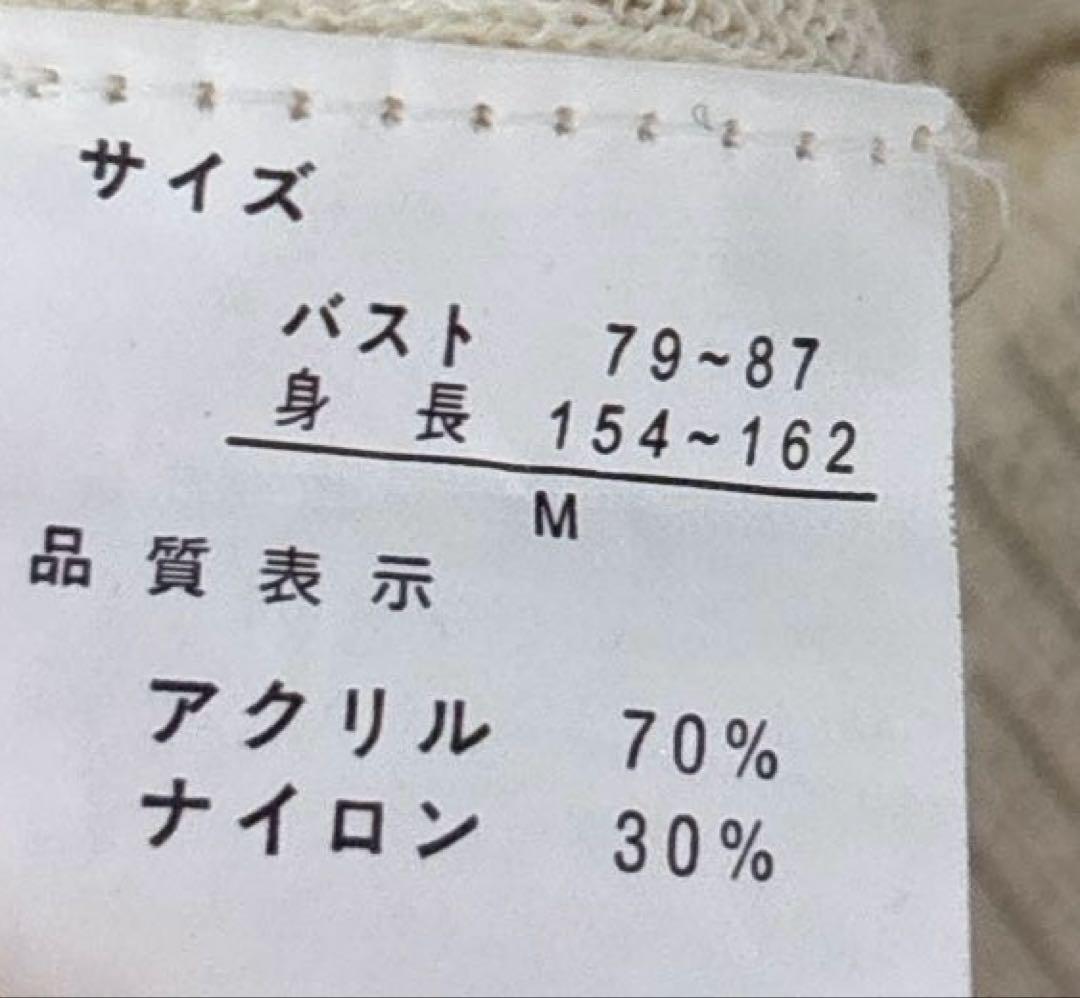 サイズ
バスト 79~87
身長 154~162
M
品質表示
アクリル 70%
ナイロン 30%